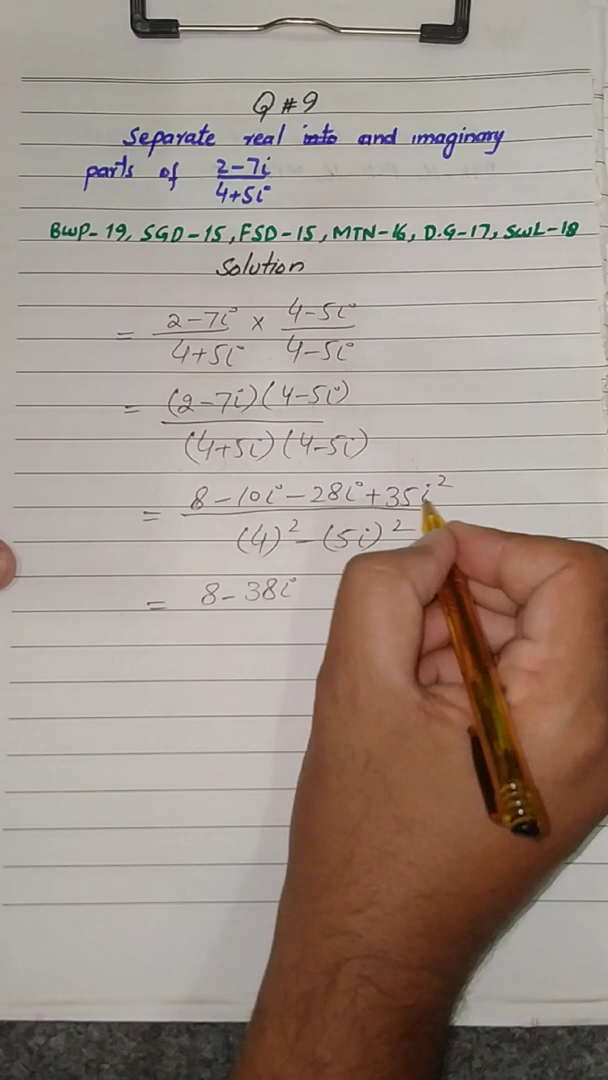 Q # 9
Separate real into and imaginary
parts of 2-7i / 4+5i
BWP-19, SGD-15, FSD-15, MTN-16, D.G-17, SWL-18
Solution
= 2-7i / 4+5i × 4-5i / 4-5i
= (2-7i)(4-5i) / (4+5i)(4-5i)
= 8-10i-28i+35i² / (4)²-(5i)²
= 8-38i